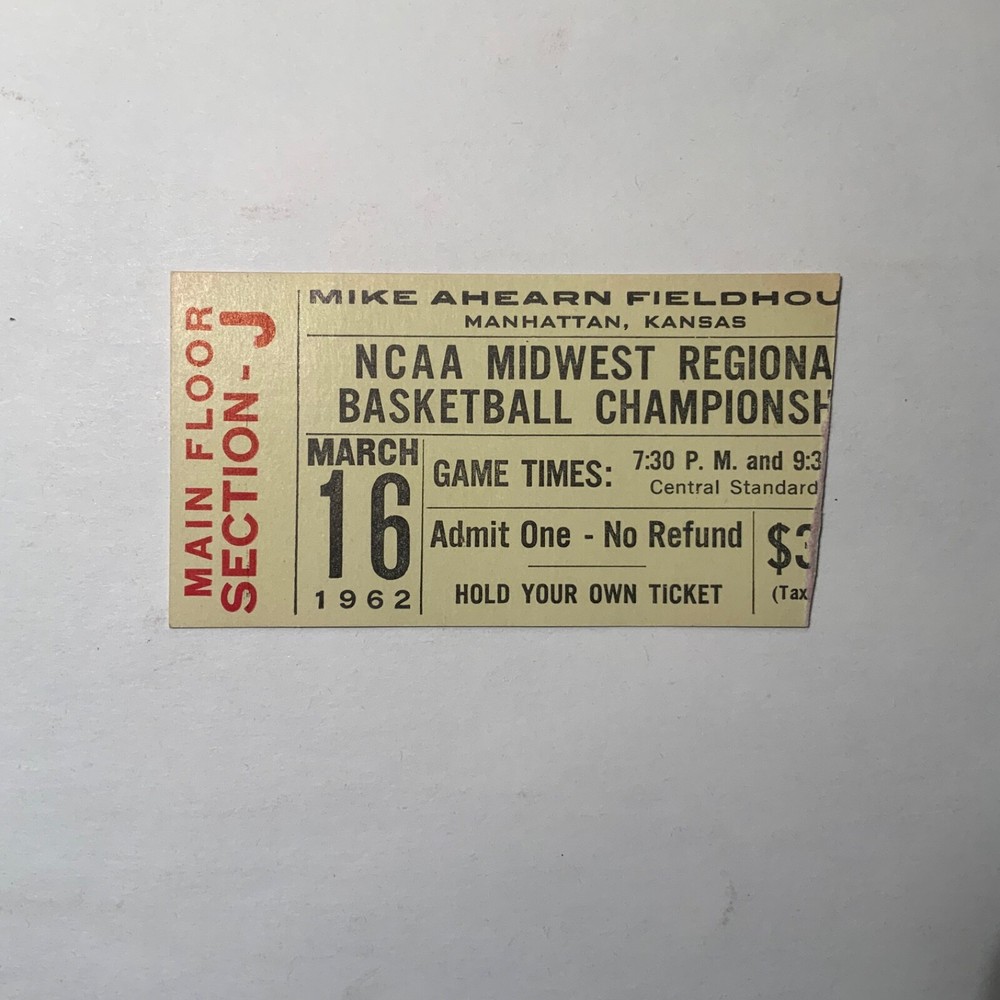 MAIN FLOOR
SECTION - J
MIKE AHEARN FIELDHOU
MANHATTAN, KANSAS
NCAA MIDWEST REGIONA
BASKETBALL CHAMPIONSH
MARCH
16
1962
GAME TIMES:
7:30 P. M. and 9:3
Central Standard
Admit One - No Refund
HOLD YOUR OWN TICKET
$3
(Tax